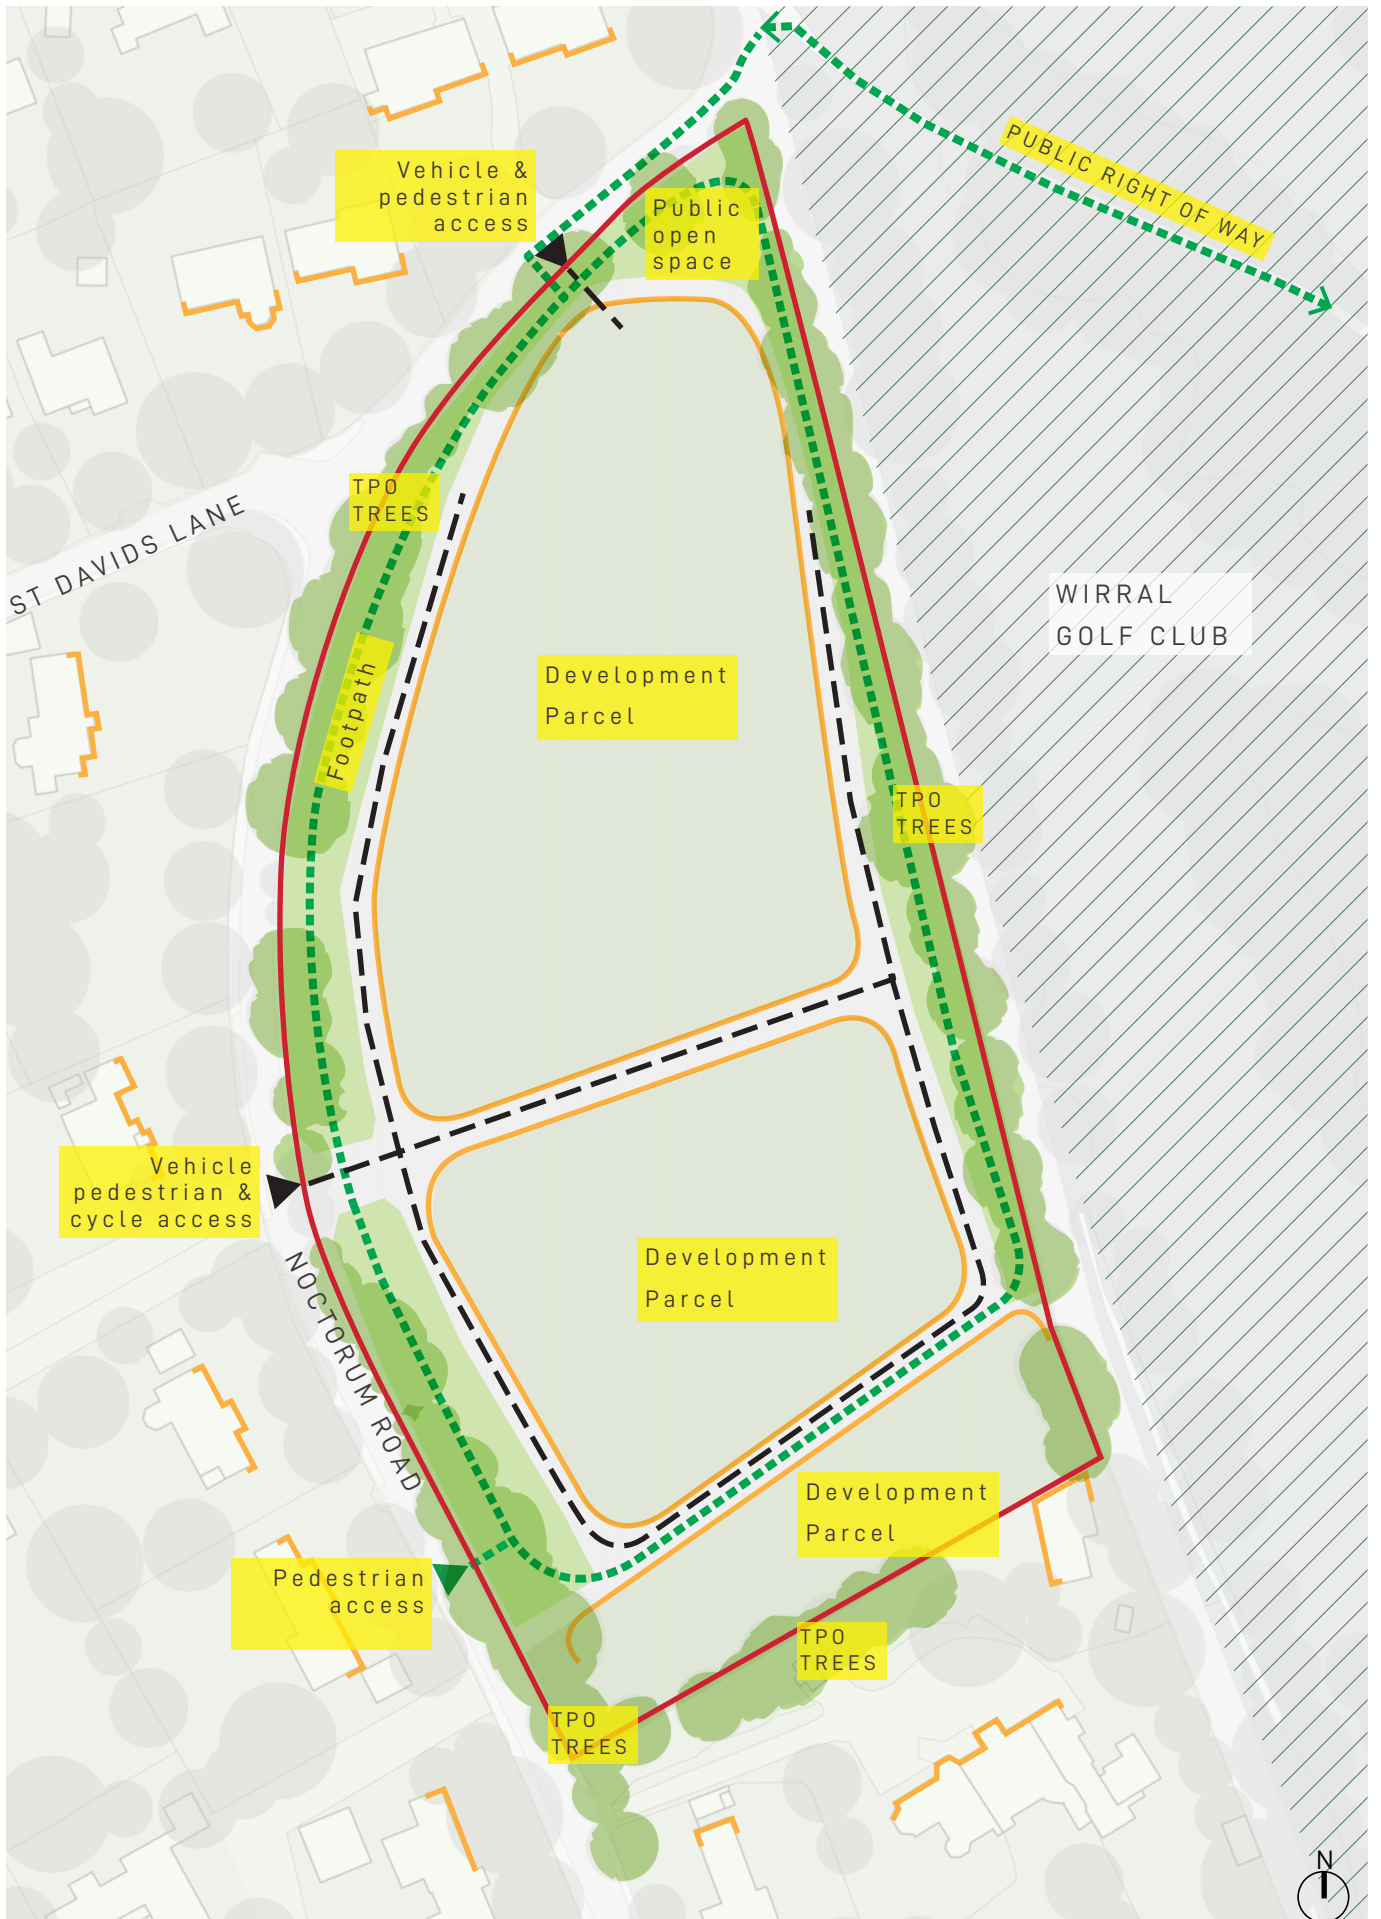 PUBLIC RIGHT OF WAY
Vehicle &
pedestrian
access
Public
open
space
TPO
TREES
ST DAVIDS LANE
WIRRAL
GOLF CLUB
Footpath
Development
Parcel
TPO
TREES
Vehicle
pedestrian &
cycle access
NOCTORUM ROAD
Development
Parcel
Development
Parcel
Pedestrian
access
TPO
TREES
TPO
TREES
N